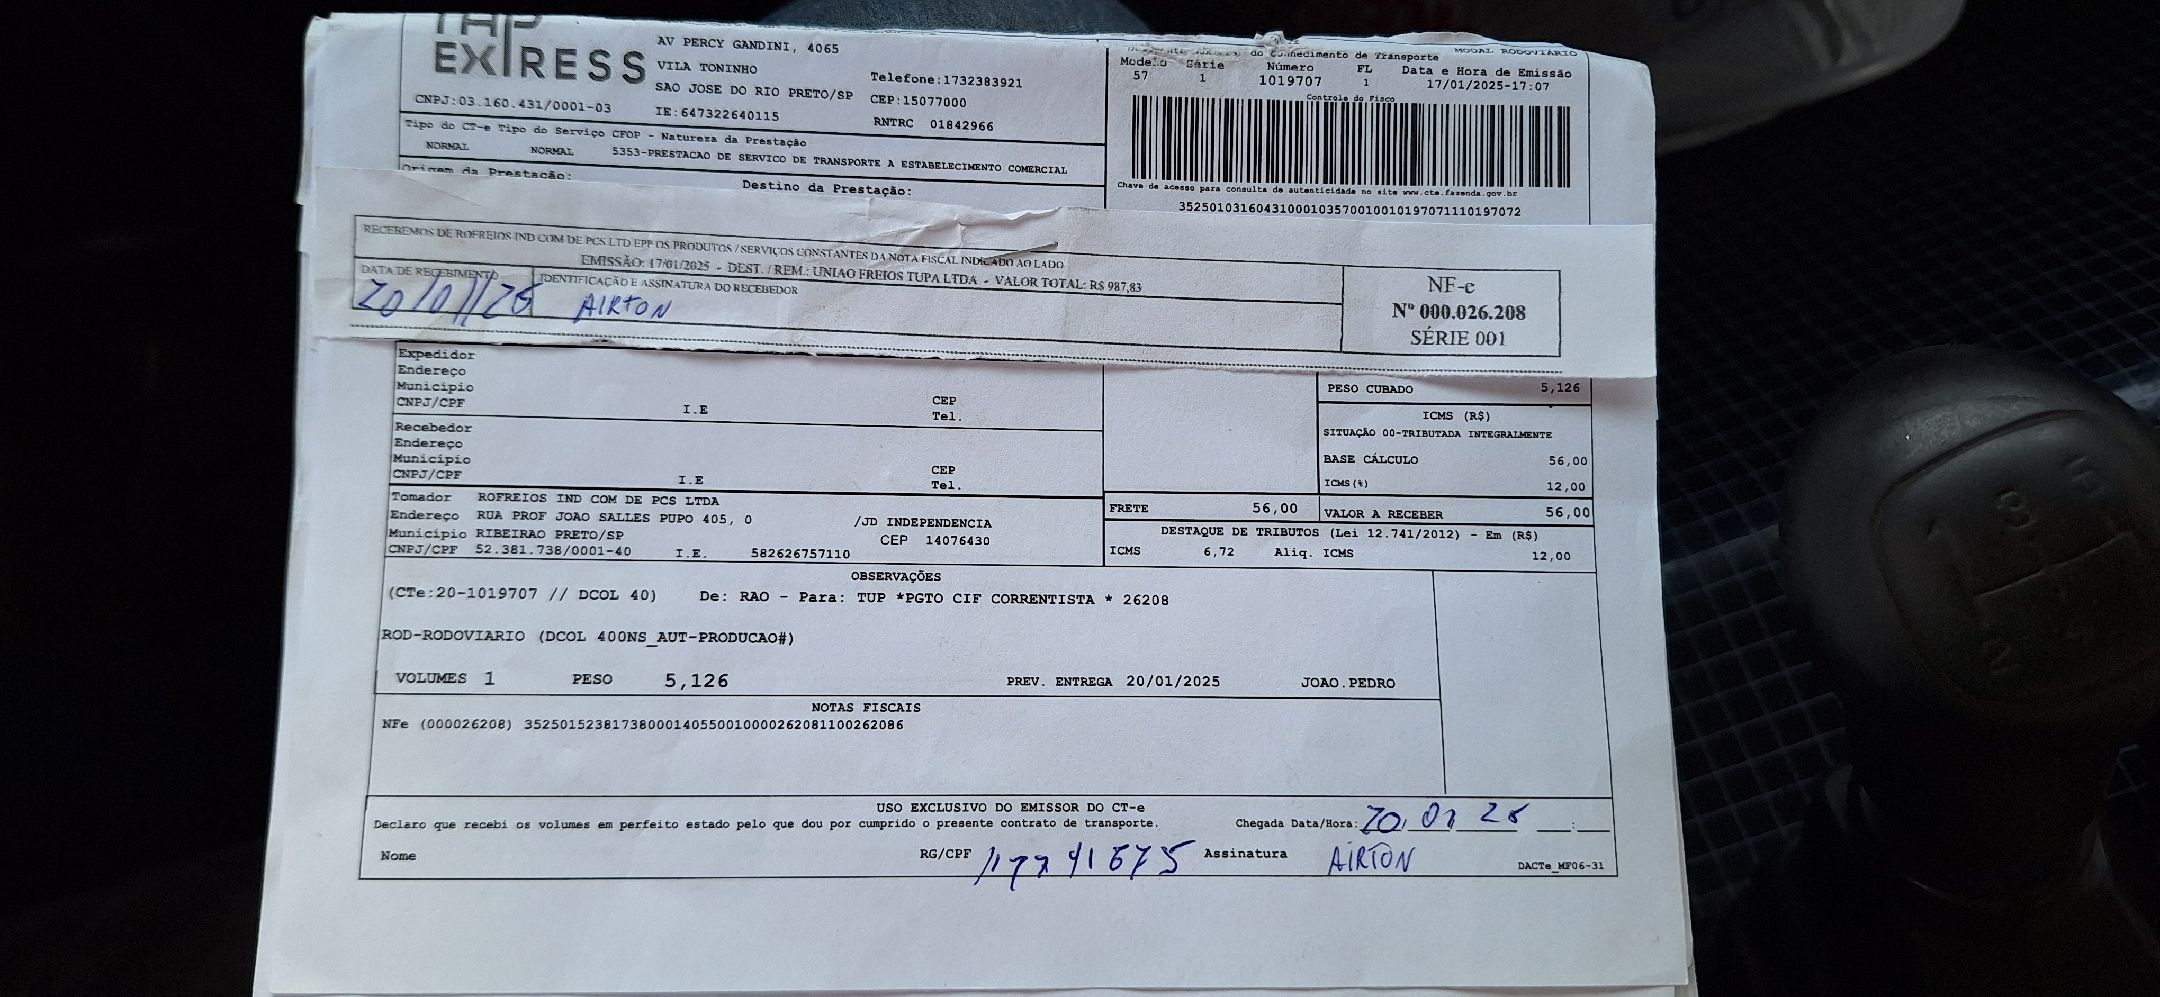 EXPRESS
AV PERCY GANDINI, 4065
VILA TONINHO
SAO JOSE DO RIO PRETO/SP
IE:647322640115
Telefone:1732383921
CEP:15077000
RNTRC 01842966
CNPJ:03.160.431/0001-03
do Conhecimento de Transporte
MODAL RODOVIÁRIO
Modelo Série Número FL Data e Hora de Emissão
57 1 1019707 1 17/01/2025-17:07
Controle do Fisco
Tipo do CT-e Tipo do Serviço CFOP - Natureza da Prestação
NORMAL NORMAL 5353-PRESTACAO DE SERVICO DE TRANSPORTE A ESTABELECIMENTO COMERCIAL
Origem da Prestação: Destino da Prestação:
Chave de acesso para consulta de autenticidade no site www.cte.fazenda.gov.br
35250103160431000103570010010197071110197072
RECEBEMOS DE ROFREIOS IND COM DE PCS LTD EPP OS PRODUTOS / SERVIÇOS CONSTANTES DA NOTA FISCAL INDICADO AO LADO
EMISSÃO: 17/01/2025 - DEST. / REM.: UNIAO FREIOS TUPA LTDA - VALOR TOTAL: R$ 987,83
DATA DE RECEBIMENTO IDENTIFICAÇÃO E ASSINATURA DO RECEBEDOR
20/01/25 AIRTON
NF-e
Nº 000.026.208
SÉRIE 001
Expedidor
Endereço
Município CEP
CNPJ/CPF I.E Tel.
Recebedor
Endereço
Município CEP
CNPJ/CPF I.E Tel.
PESO CUBADO 5,126
ICMS (R$)
SITUAÇÃO 00-TRIBUTADA INTEGRALMENTE
BASE CÁLCULO 56,00
ICMS(%) 12,00
Tomador ROFREIOS IND COM DE PCS LTDA
Endereço RUA PROF JOAO SALLES PUPO 405, 0 /JD INDEPENDENCIA
Município RIBEIRAO PRETO/SP CEP 14076430
CNPJ/CPF 52.381.738/0001-40 I.E. 582626757110
FRETE 56,00 VALOR A RECEBER 56,00
DESTAQUE DE TRIBUTOS (Lei 12.741/2012) - Em (R$)
ICMS 6,72 Aliq. ICMS 12,00
OBSERVAÇÕES
(CTe:20-1019707 // DCOL 40) De: RAO - Para: TUP *PGTO CIF CORRENTISTA * 26208
ROD-RODOVIARIO (DCOL 400NS_AUT-PRODUCAO#)
VOLUMES 1 PESO 5,126 PREV. ENTREGA 20/01/2025 JOAO.PEDRO
NOTAS FISCAIS
NFe (000026208) 35250152381738000140550010000262081100262086
USO EXCLUSIVO DO EMISSOR DO CT-e
Declaro que recebi os volumes em perfeito estado pelo que dou por cumprido o presente contrato de transporte. Chegada Data/Hora: 20 01 25
Nome RG/CPF Assinatura AIRTON DACTe_MF06-31